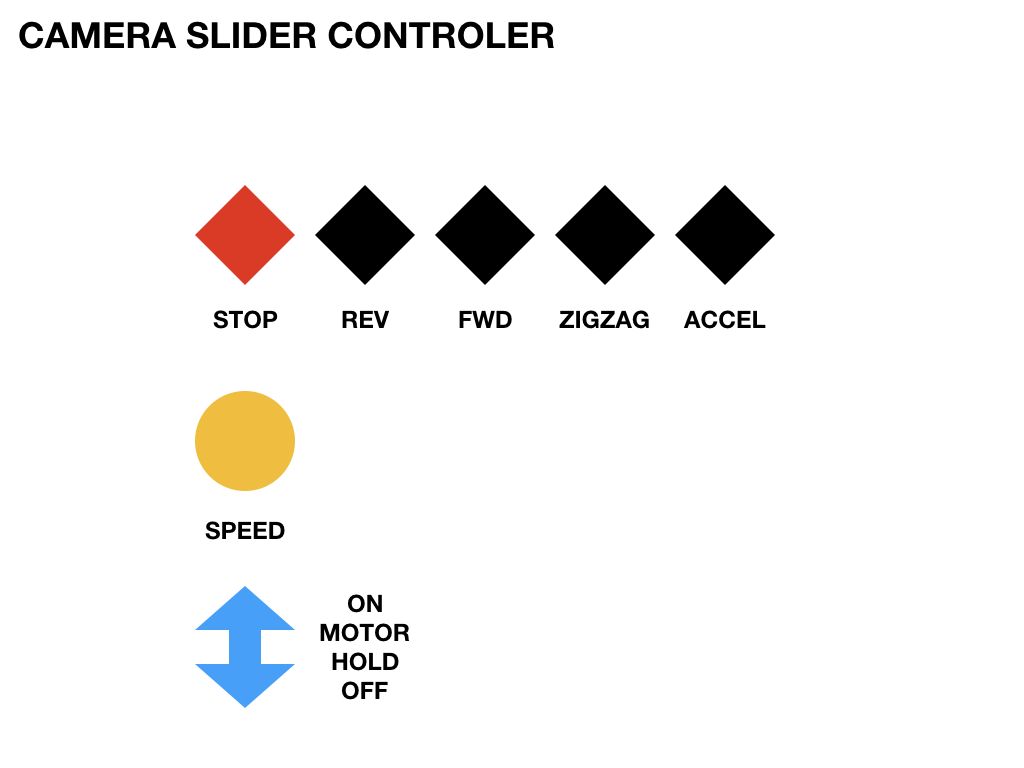 CAMERA SLIDER CONTROLER
STOP REV FWD ZIGZAG ACCEL
SPEED
ON
MOTOR
HOLD
OFF